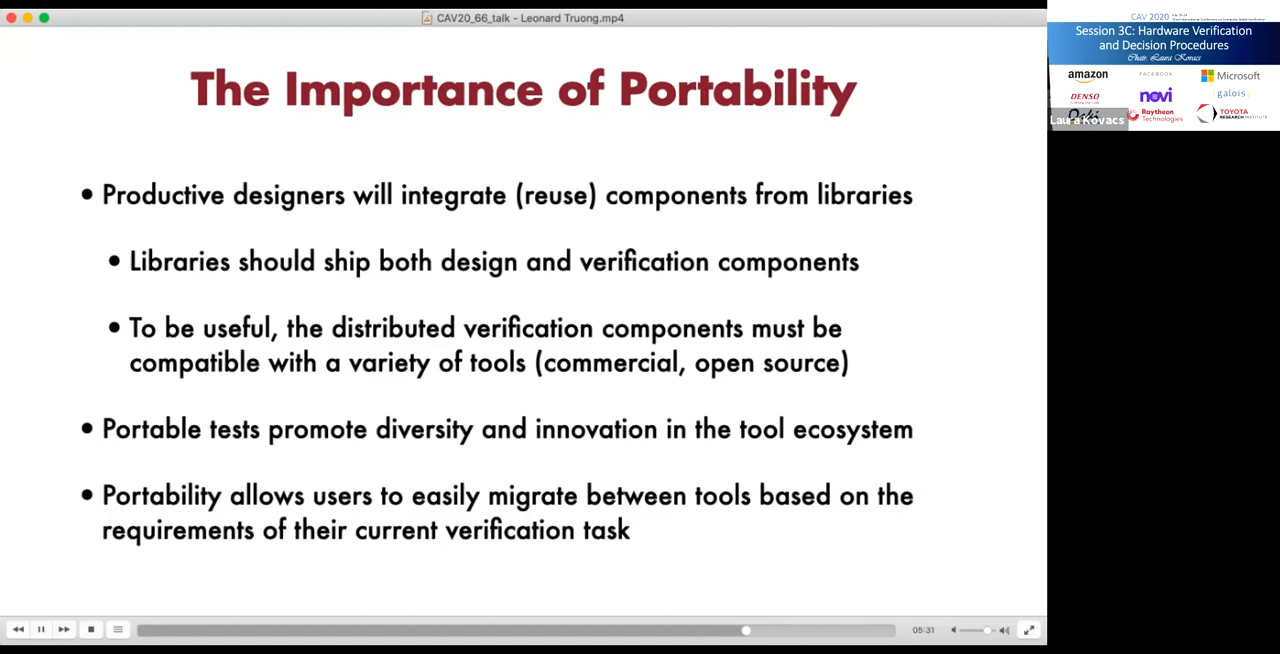 CAV20_66_talk - Leonard Truong.mp4
The Importance of Portability
• Productive designers will integrate (reuse) components from libraries
• Libraries should ship both design and verification components
• To be useful, the distributed verification components must be
compatible with a variety of tools (commercial, open source)
• Portable tests promote diversity and innovation in the tool ecosystem
• Portability allows users to easily migrate between tools based on the
requirements of their current verification task
05:31
CAV 2020
Session 3C: Hardware Verification
and Decision Procedures
Chair: Laura Kovacs
amazon
FACEBOOK
Microsoft
DENSO
novi
galois
Laura Kovacs
Raytheon
Technologies
TOYOTA
RESEARCH INSTITUTE